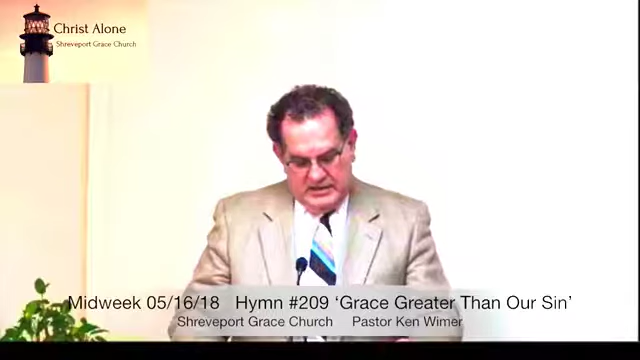 Christ Alone
Shreveport Grace Church
Midweek 05/16/18 Hymn #209 'Grace Greater Than Our Sin'
Shreveport Grace Church Pastor Ken Wimer